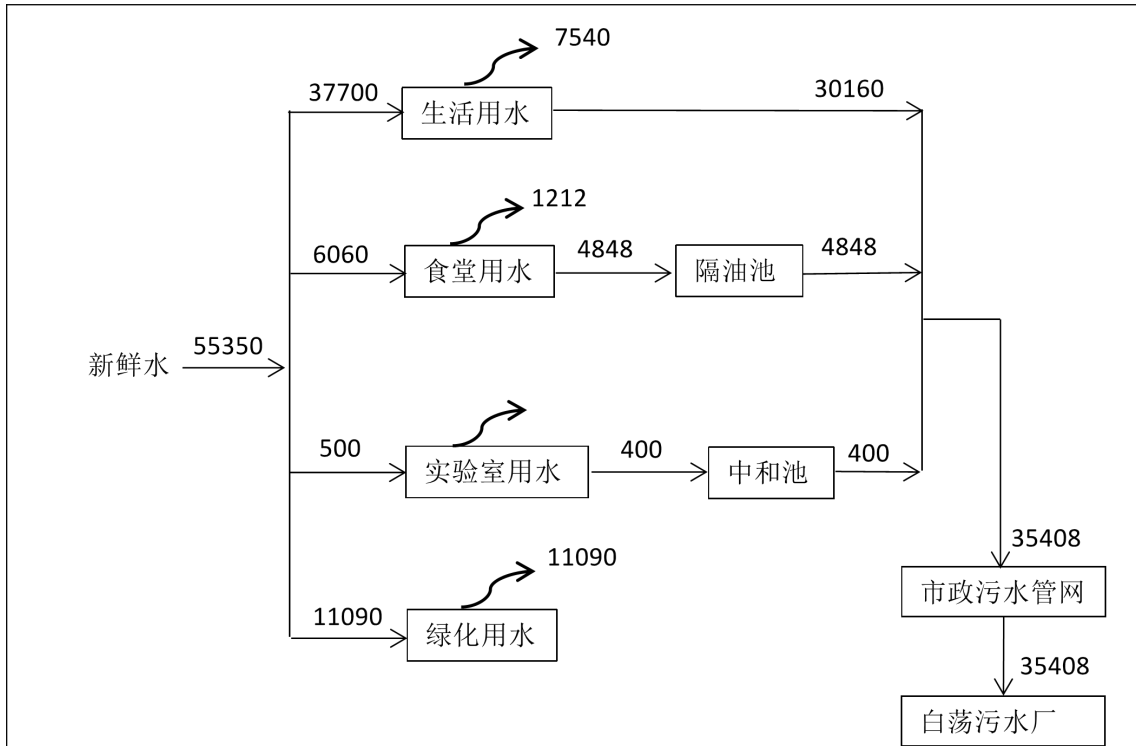 7540
37700
生活用水
30160
1212
6060
食堂用水
4848
隔油池
4848
新鲜水
55350
500
实验室用水
400
中和池
400
11090
11090
绿化用水
35408
市政污水管网
35408
白荡污水厂